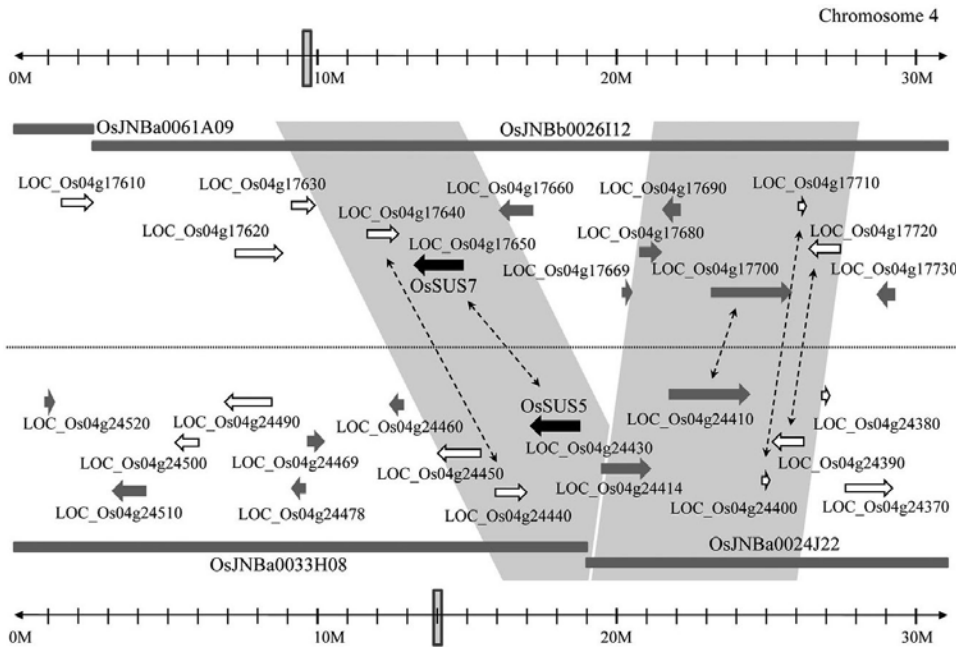 Chromosome 4
0M 10M 20M 30M
OsJNBa0061A09
OsJNBb0026I12
LOC_Os04g17610
LOC_Os04g17630
LOC_Os04g17660
LOC_Os04g17690
LOC_Os04g17710
LOC_Os04g17640
LOC_Os04g17620
LOC_Os04g17650
LOC_Os04g17680
LOC_Os04g17720
OsSUS7
LOC_Os04g17669
LOC_Os04g17700
LOC_Os04g17730
OsSUS5
LOC_Os04g24520
LOC_Os04g24490
LOC_Os04g24460
LOC_Os04g24410
LOC_Os04g24380
LOC_Os04g24430
LOC_Os04g24500
LOC_Os04g24469
LOC_Os04g24450
LOC_Os04g24390
LOC_Os04g24414
LOC_Os04g24510
LOC_Os04g24478
LOC_Os04g24440
LOC_Os04g24400
LOC_Os04g24370
OsJNBa0033H08
OsJNBa0024J22
0M 10M 20M 30M